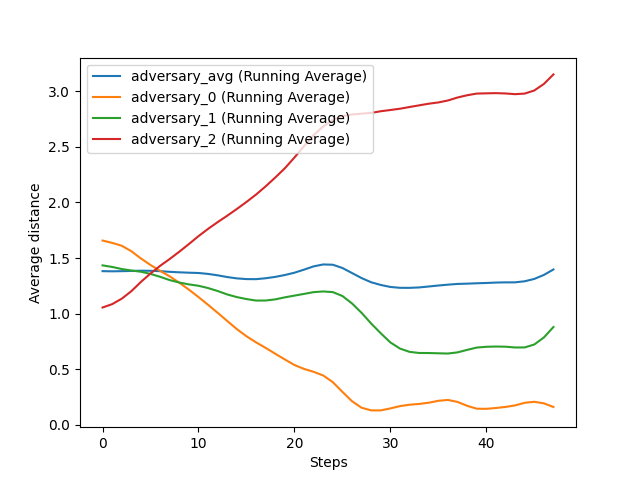 adversary_avg (Running Average)
adversary_0 (Running Average)
adversary_1 (Running Average)
adversary_2 (Running Average)
3.0
2.5
2.0
1.5
1.0
0.5
0.0
Average distance
0 10 20 30 40
Steps